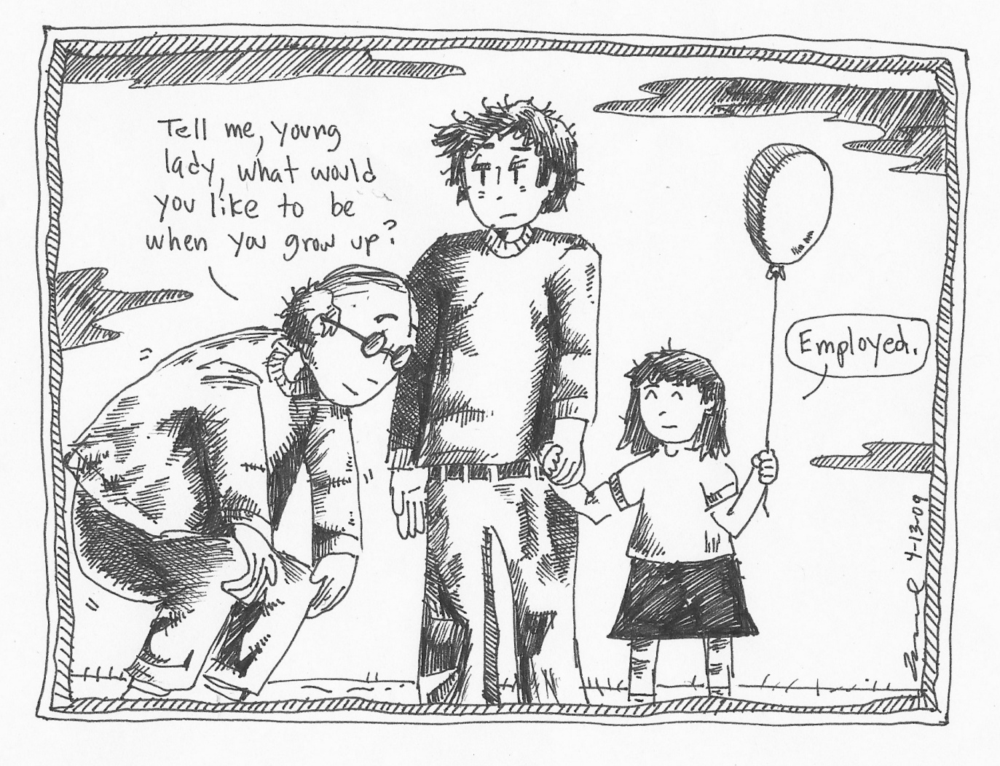 Tell me, young
lady, what would
you like to be
when you grow up?
Employed.
4-13-09